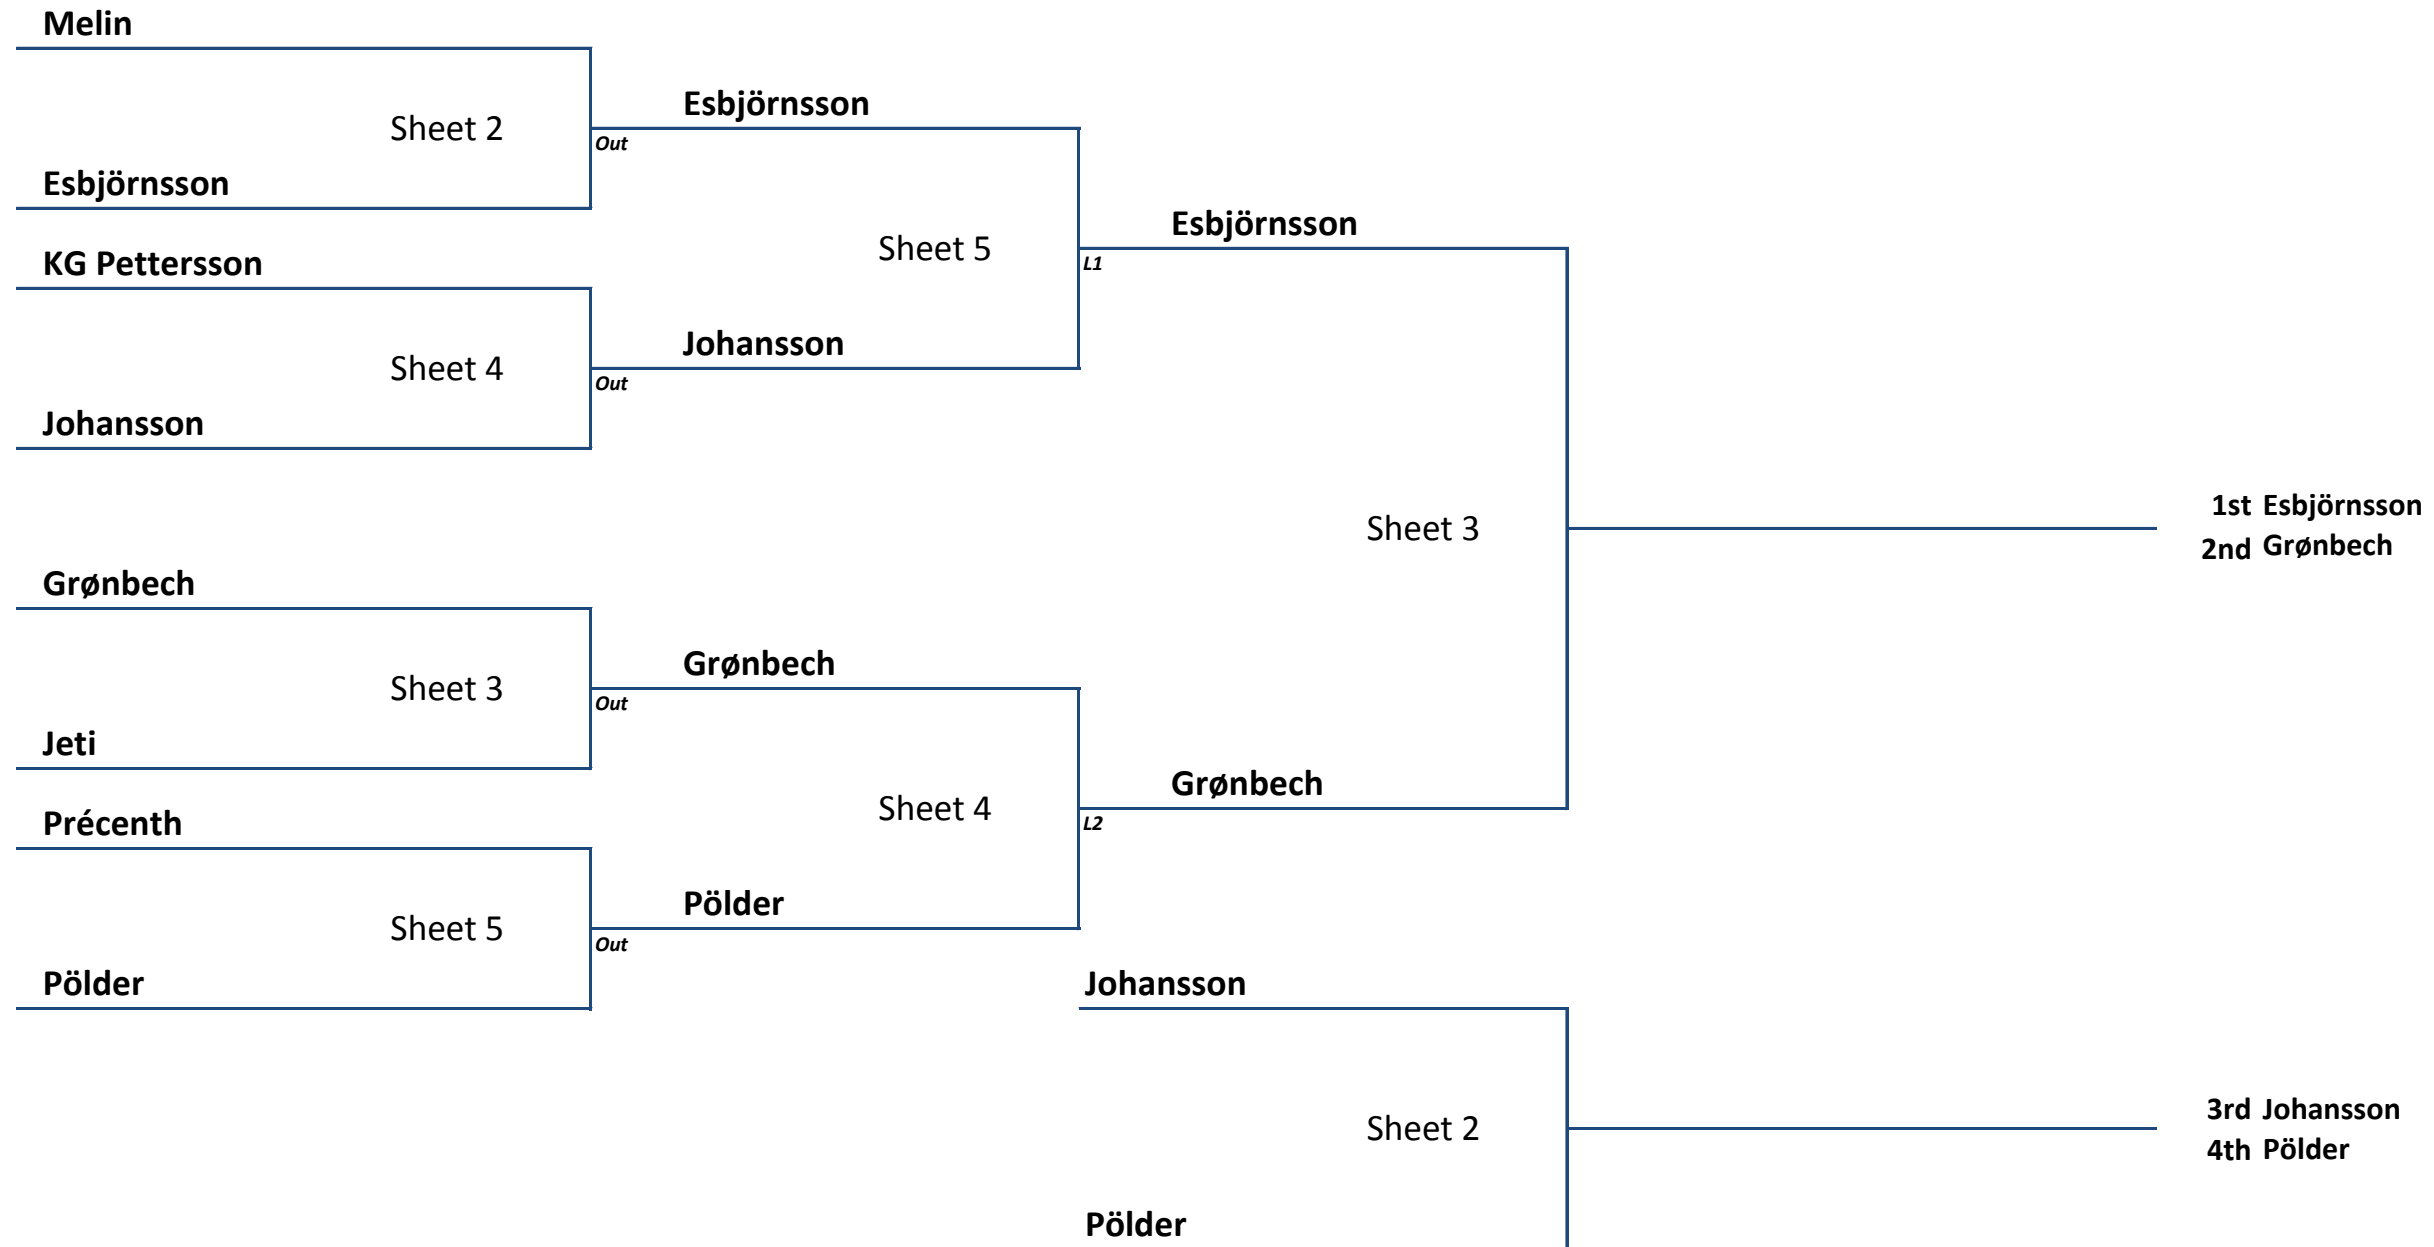 Melin
Esbjörnsson
Sheet 2
Out
Esbjörnsson
Esbjörnsson
KG Pettersson
Sheet 5
L1
Johansson
Sheet 4
Out
Johansson
1st Esbjörnsson
Sheet 3
2nd Grønbech
Grønbech
Grønbech
Sheet 3
Out
Jeti
Grønbech
Précenth
Sheet 4
L2
Pölder
Sheet 5
Out
Pölder
Johansson
3rd Johansson
Sheet 2
4th Pölder
Pölder